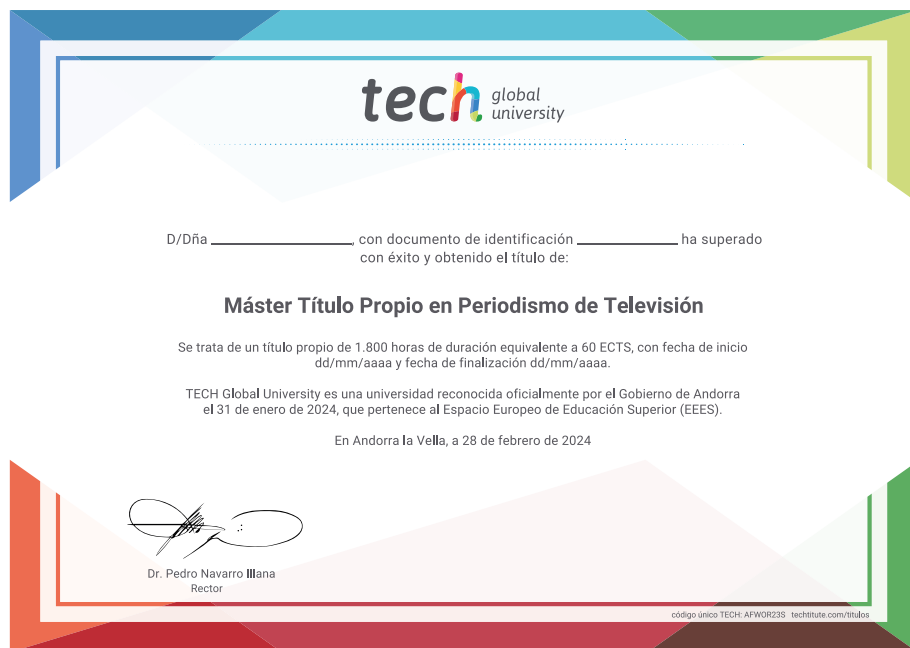 tech global university
D/Dña ________________, con documento de identificación ____________ ha superado
con éxito y obtenido el título de:
Máster Título Propio en Periodismo de Televisión
Se trata de un título propio de 1.800 horas de duración equivalente a 60 ECTS, con fecha de inicio
dd/mm/aaaa y fecha de finalización dd/mm/aaaa.
TECH Global University es una universidad reconocida oficialmente por el Gobierno de Andorra
el 31 de enero de 2024, que pertenece al Espacio Europeo de Educación Superior (EEES).
En Andorra la Vella, a 28 de febrero de 2024
Dr. Pedro Navarro Illana
Rector
código único TECH: AFWOR23S techtitute.com/titulos